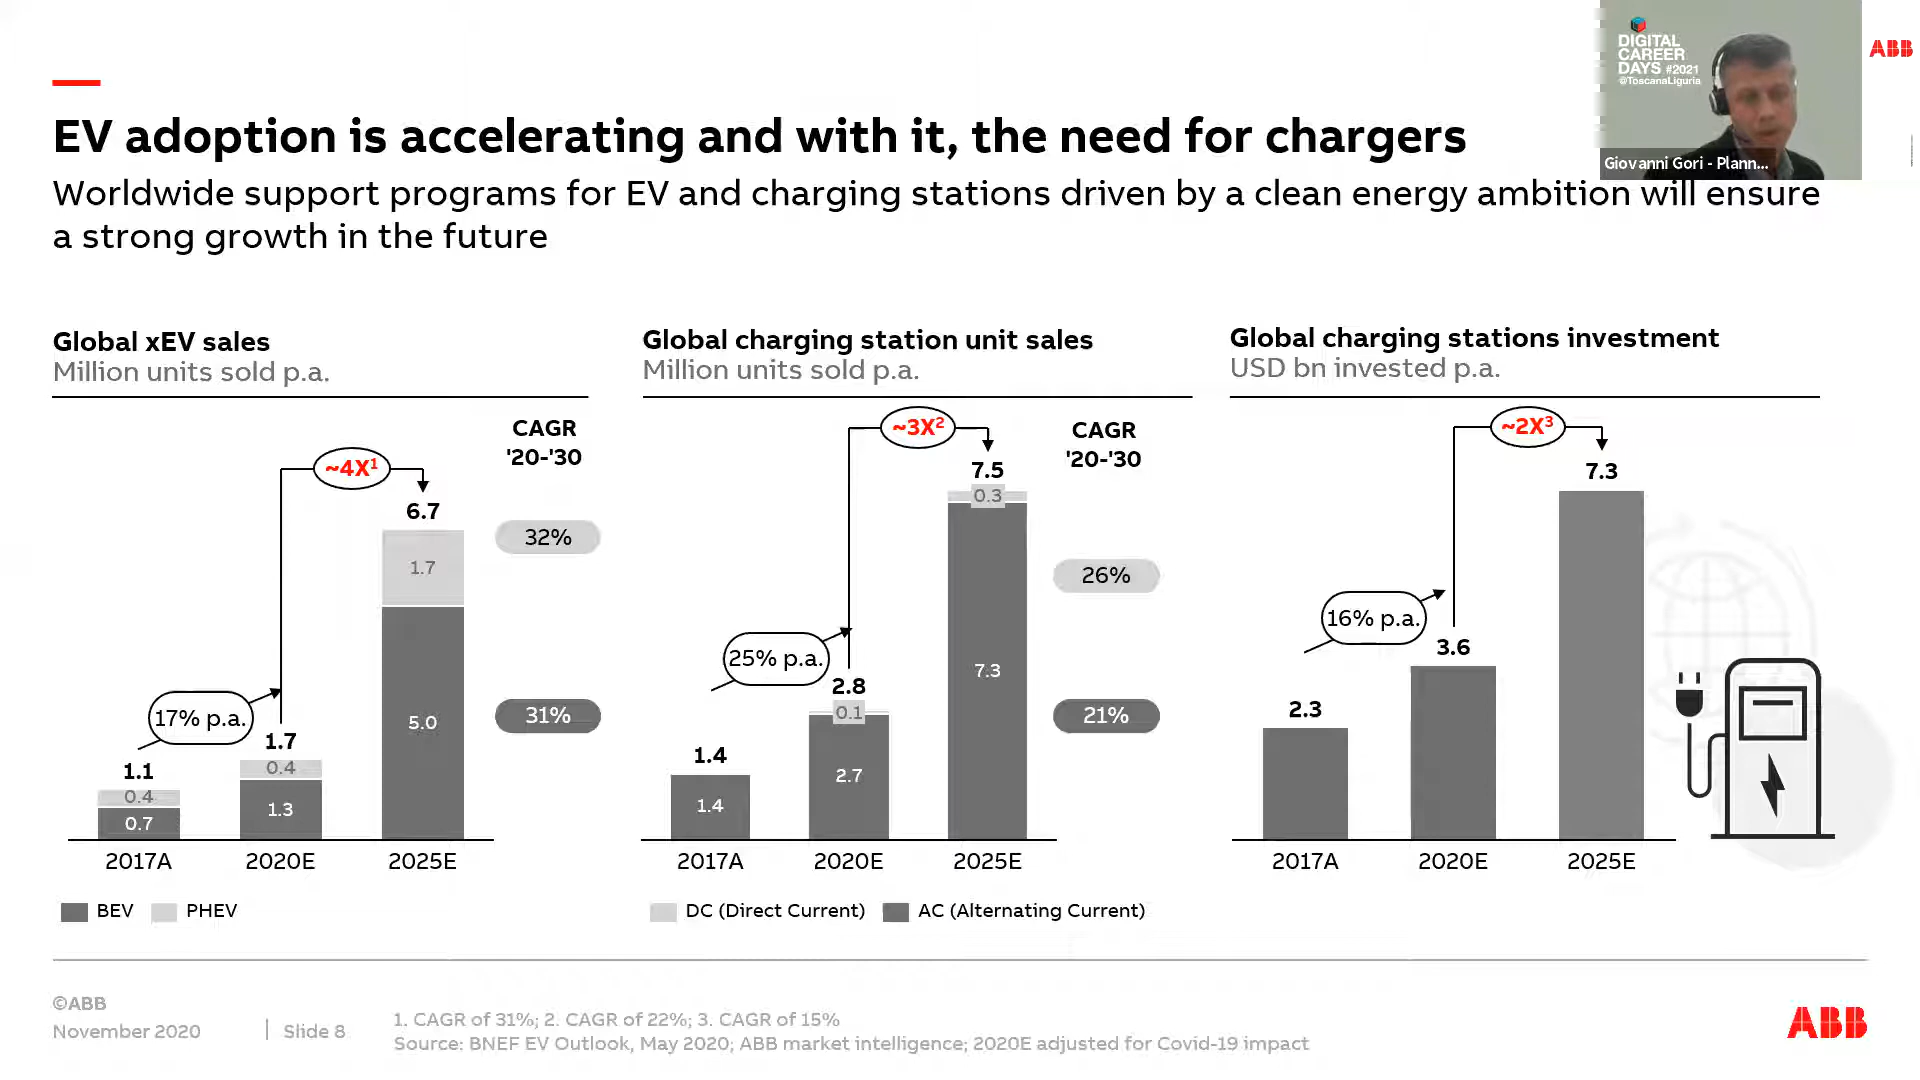 DIGITAL
CAREER
DAYS #2021
@ToscanaLiguria
ABB
Giovanni Gori - Plann...
EV adoption is accelerating and with it, the need for chargers
Worldwide support programs for EV and charging stations driven by a clean energy ambition will ensure
a strong growth in the future
Global xEV sales
Million units sold p.a.
CAGR
'20-'30
~4X¹
6.7
32%
1.7
31%
5.0
17% p.a.
1.7
0.4
1.3
1.1
0.4
0.7
2017A
2020E
2025E
BEV
PHEV
Global charging station unit sales
Million units sold p.a.
~3X²
CAGR
'20-'30
7.5
0.3
26%
7.3
21%
25% p.a.
2.8
0.1
2.7
1.4
1.4
2017A
2020E
2025E
DC (Direct Current)
AC (Alternating Current)
Global charging stations investment
USD bn invested p.a.
~2X³
7.3
16% p.a.
3.6
2.3
2017A
2020E
2025E
©ABB
November 2020
Slide 8
1. CAGR of 31%; 2. CAGR of 22%; 3. CAGR of 15%
Source: BNEF EV Outlook, May 2020; ABB market intelligence; 2020E adjusted for Covid-19 impact
ABB